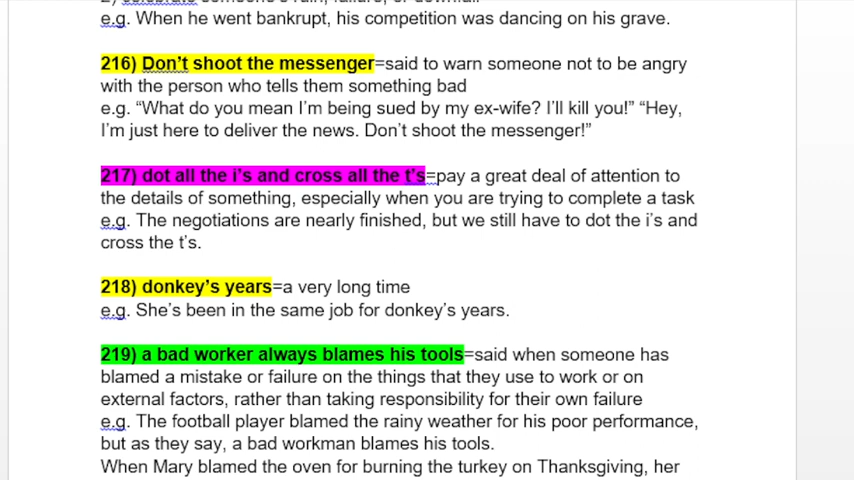 e.g. When he went bankrupt, his competition was dancing on his grave.
216) Don't shoot the messenger=said to warn someone not to be angry
with the person who tells them something bad
e.g. “What do you mean I'm being sued by my ex-wife? I'll kill you!” “Hey,
I'm just here to deliver the news. Don't shoot the messenger!”
217) dot all the i's and cross all the t's=pay a great deal of attention to
the details of something, especially when you are trying to complete a task
e.g. The negotiations are nearly finished, but we still have to dot the i's and
cross the t's.
218) donkey's years=a very long time
e.g. She's been in the same job for donkey's years.
219) a bad worker always blames his tools=said when someone has
blamed a mistake or failure on the things that they use to work or on
external factors, rather than taking responsibility for their own failure
e.g. The football player blamed the rainy weather for his poor performance,
but as they say, a bad workman blames his tools.
When Mary blamed the oven for burning the turkey on Thanksgiving, her